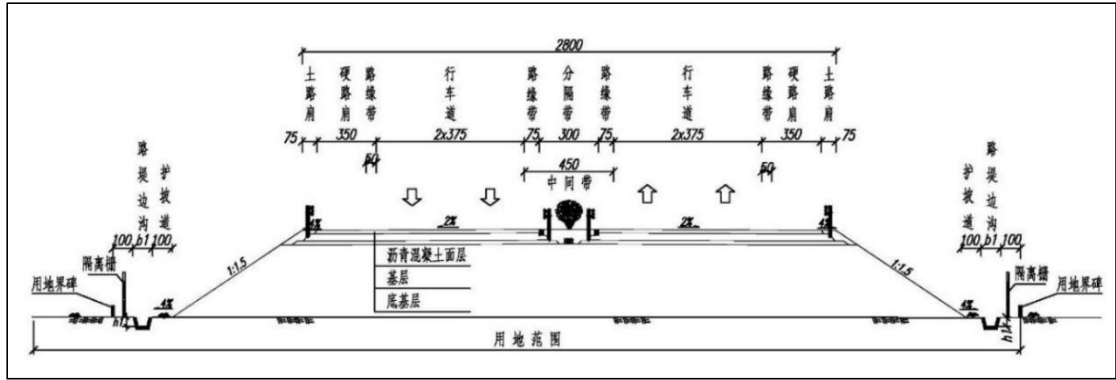 2800
土路肩
硬路肩
路缘带
行车道
路缘带
分隔带
路缘带
行车道
路缘带
硬路肩
土路肩
75
350
2x375
75
300
75
2x375
350
75
50
450
50
中间带
路堤边沟
护坡道
护坡道
路堤边沟
100
b1
100
100
b1
100
4%
2%
2%
4%
1:1.5
1:1.5
沥青混凝土面层
基层
底基层
隔离栅
用地界碑
隔离栅
用地界碑
4%
4%
h1
h1
用地范围